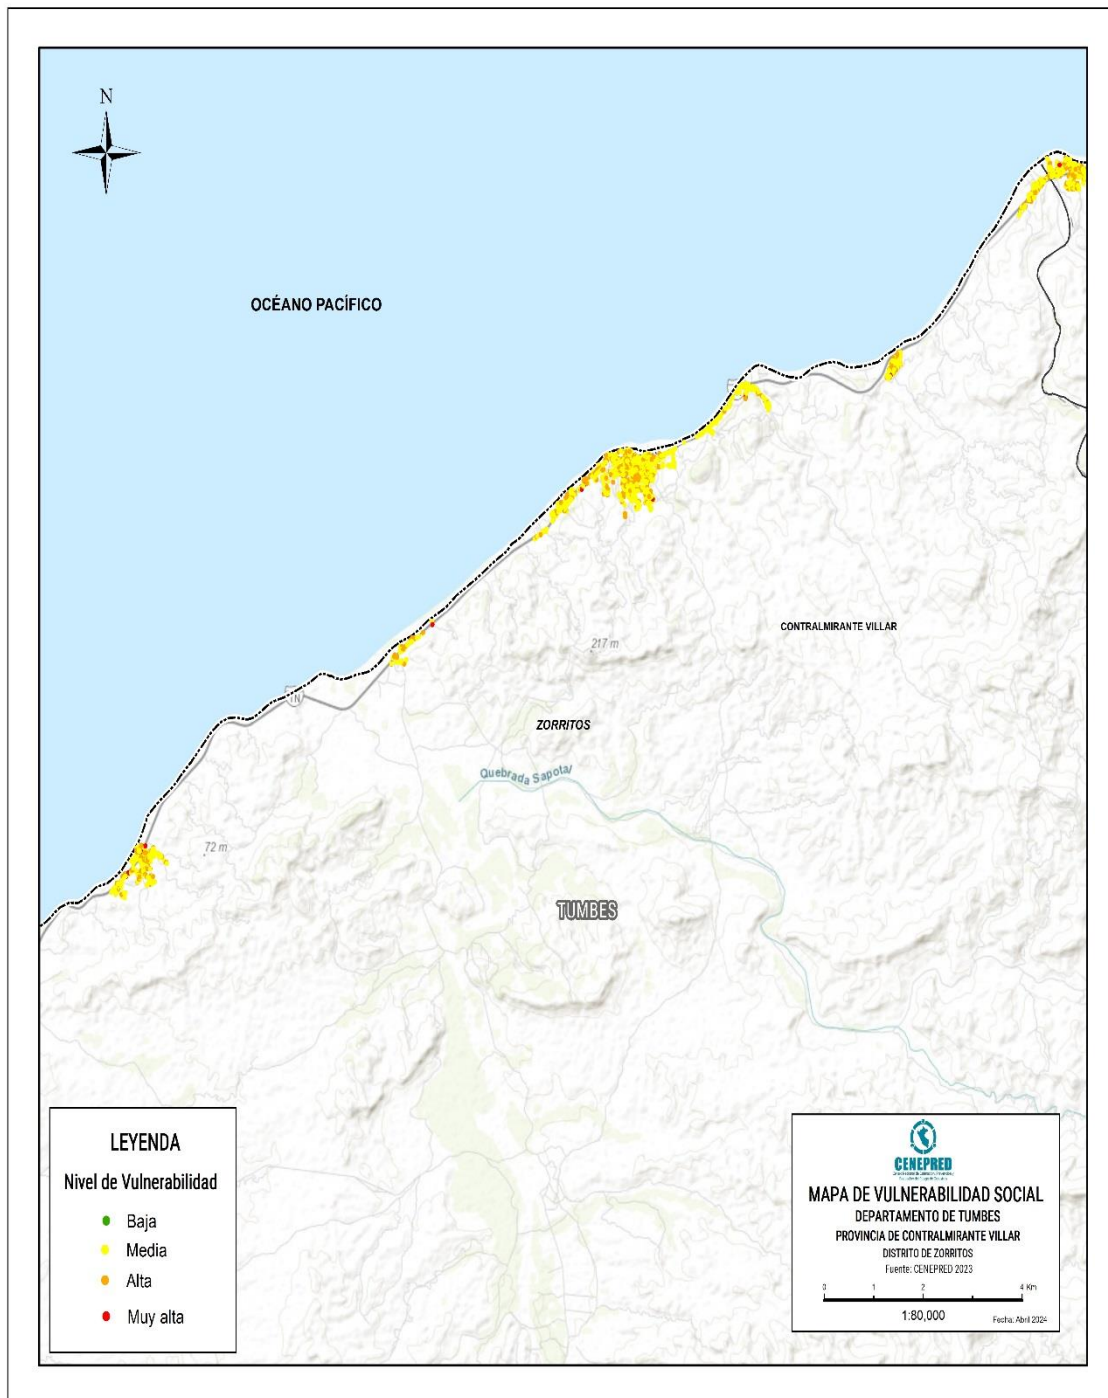 N
OCÉANO PACÍFICO
CONTRALMIRANTE VILLAR
217 m
1N
ZORRITOS
Quebrada Sapotal
72 m
TUMBES
LEYENDA
Nivel de Vulnerabilidad
Baja
Media
Alta
Muy alta
CENEPRED
MAPA DE VULNERABILIDAD SOCIAL
DEPARTAMENTO DE TUMBES
PROVINCIA DE CONTRALMIRANTE VILLAR
DISTRITO DE ZORRITOS
Fuente: CENEPRED 2023
0 1 2 4 Km
1:80,000
Fecha: Abril 2024